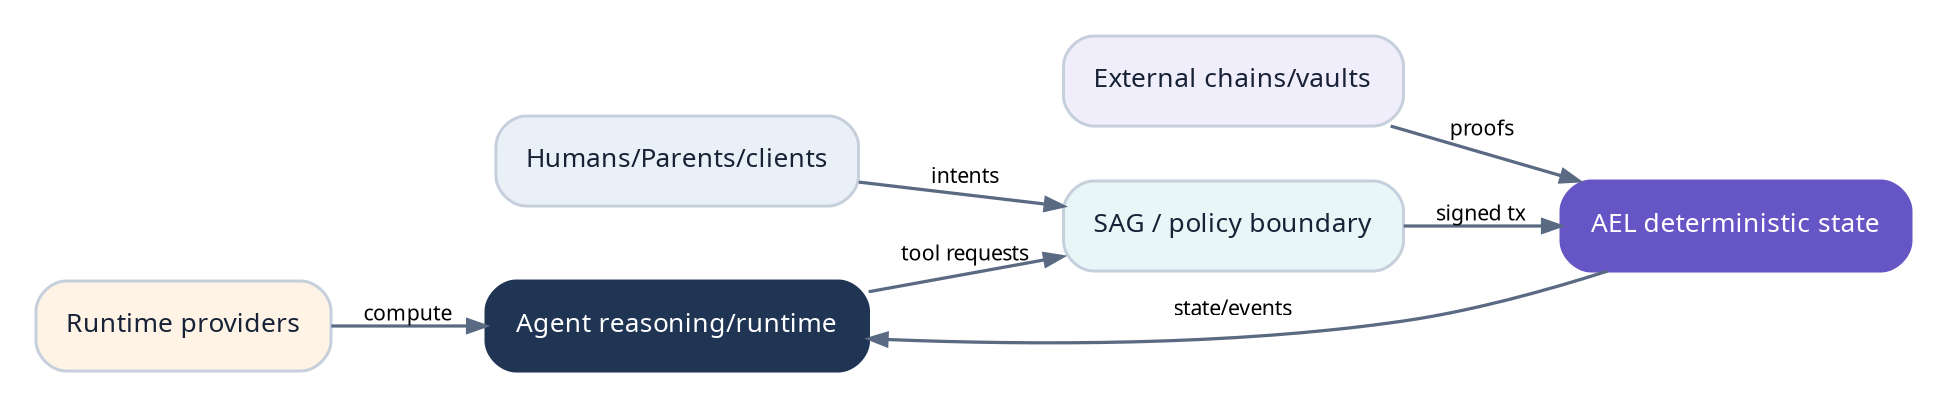 External chains/vaults
proofs
Humans/Parents/clients
intents
SAG / policy boundary
signed tx
AEL deterministic state
tool requests
Runtime providers
compute
Agent reasoning/runtime
state/events